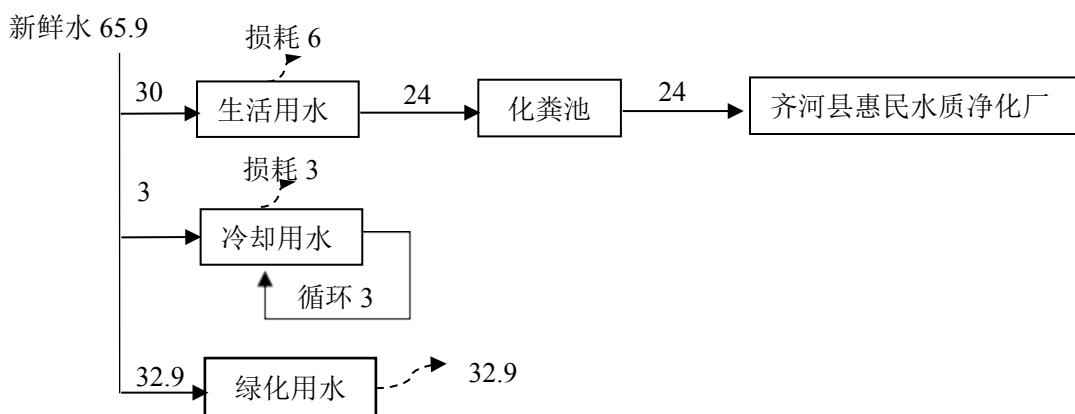 新鲜水 65.9
损耗 6
30
生活用水
24
化粪池
24
齐河县惠民水质净化厂
损耗 3
3
冷却用水
循环 3
32.9
绿化用水
32.9